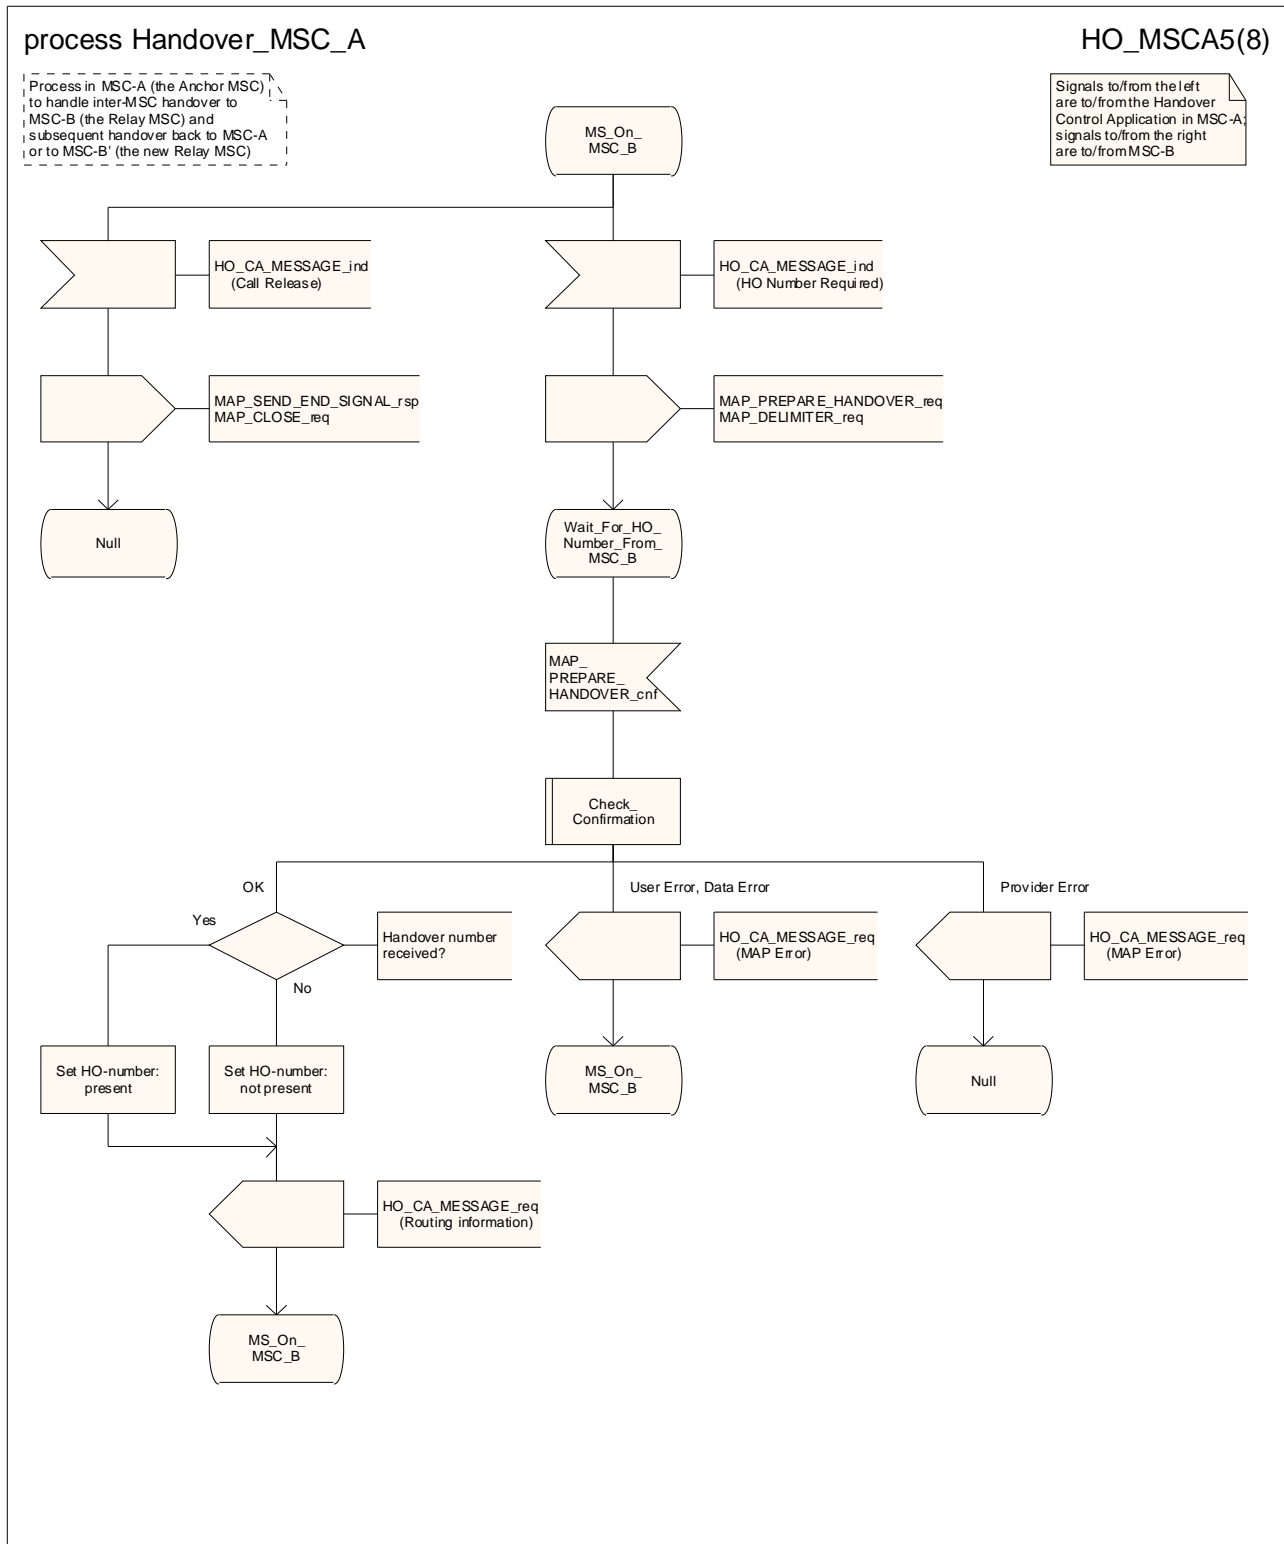 process Handover_MSC_A
HO_MSCA5(8)
Process in MSC-A (the Anchor MSC)
to handle inter-MSC handover to
MSC-B (the Relay MSC) and
subsequent handover back to MSC-A
or to MSC-B' (the new Relay MSC)
Signals to/from the left
are to/from the Handover
Control Application in MSC-A;
signals to/from the right
are to/from MSC-B
MS_On_
MSC_B
HO_CA_MESSAGE_ind
(Call Release)
HO_CA_MESSAGE_ind
(HO Number Required)
MAP_SEND_END_SIGNAL_rsp
MAP_CLOSE_req
MAP_PREPARE_HANDOVER_req
MAP_DELIMITER_req
Null
Wait_For_HO_
Number_From_
MSC_B
MAP_
PREPARE_
HANDOVER_cnf
Check_
Confirmation
OK
User Error, Data Error
Provider Error
Yes
Handover number
received?
No
HO_CA_MESSAGE_req
(MAP Error)
HO_CA_MESSAGE_req
(MAP Error)
Set HO-number:
present
Set HO-number:
not present
MS_On_
MSC_B
Null
HO_CA_MESSAGE_req
(Routing information)
MS_On_
MSC_B